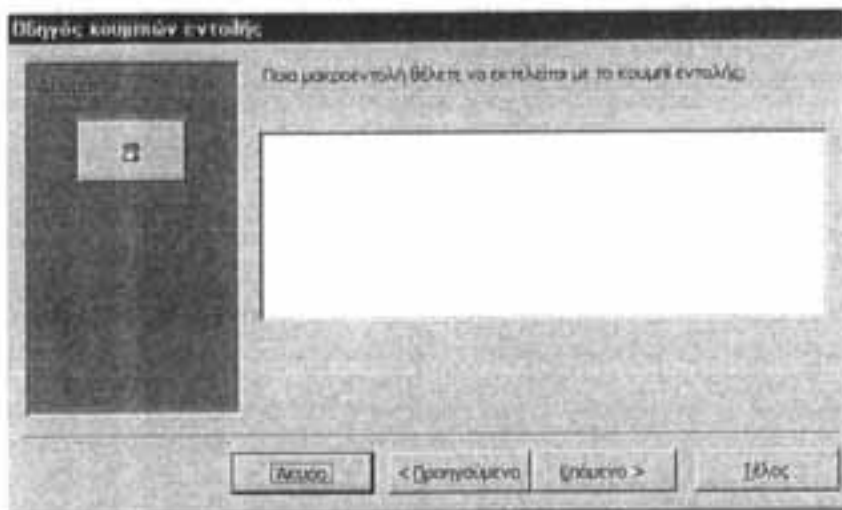 Οδηγός κουμπιών εντολής
Ποια μακροεντολή θέλετε να εκτελείται με το κουμπί εντολής;
Άκυρο
< Προηγούμενο
Επόμενο >
Τέλος